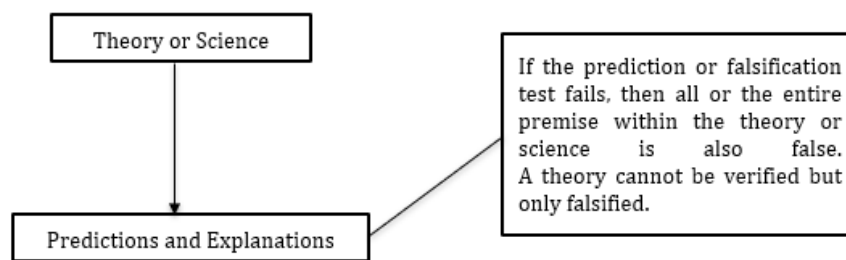 Theory or Science
If the prediction or falsification
test fails, then all or the entire
premise within the theory or
science is also false.
A theory cannot be verified but
only falsified.
Predictions and Explanations